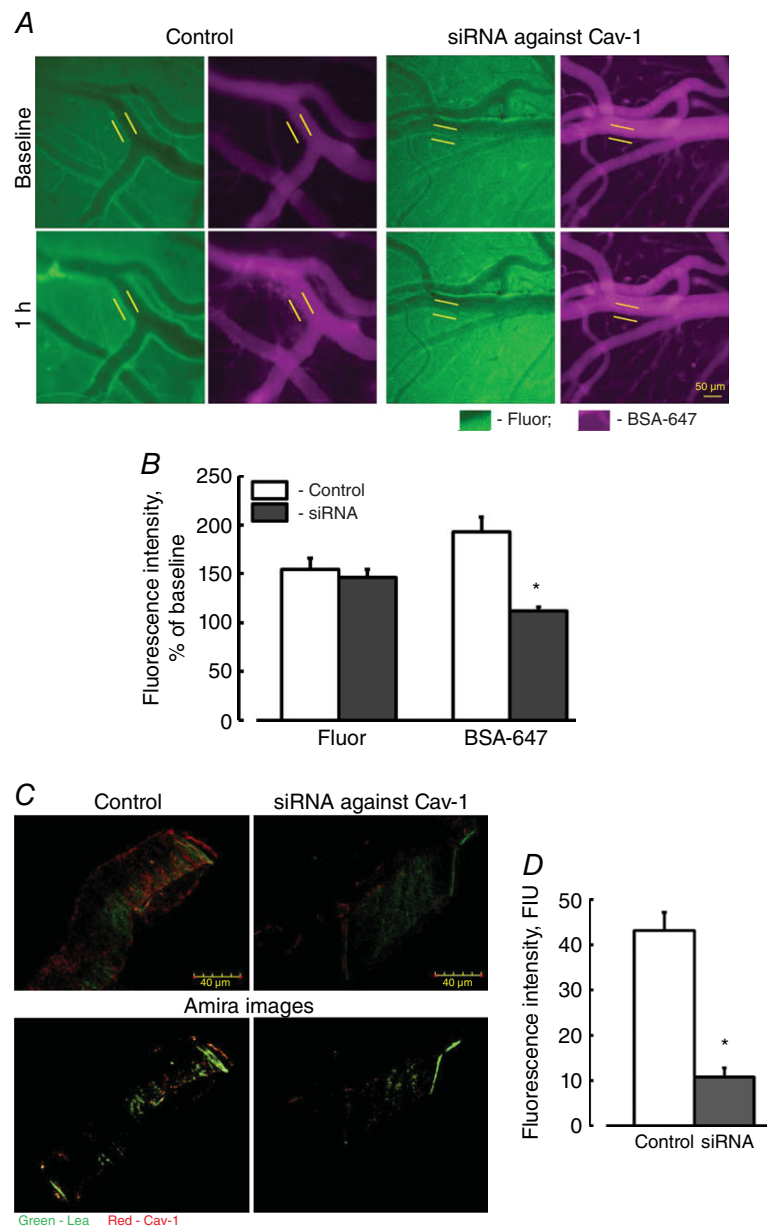 A
Control
siRNA against Cav-1
Baseline
1 h
50 µm
- Fluor;
- BSA-647
B
Fluorescence intensity,
% of baseline
250
200
150
100
50
0
- Control
- siRNA
*
Fluor
BSA-647
C
Control
siRNA against Cav-1
40 µm
40 µm
Amira images
Green - Lea
Red - Cav-1
D
Fluorescence intensity, FIU
50
40
30
20
10
0
*
Control siRNA